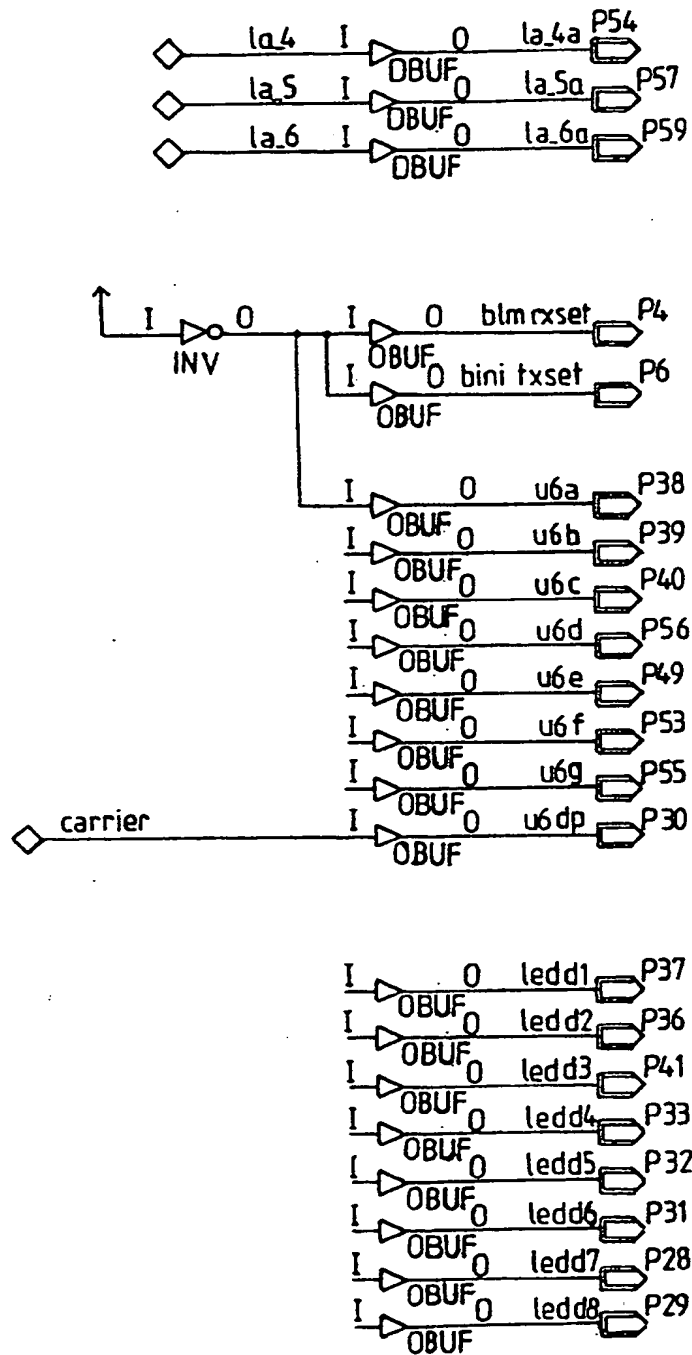 la_4 I O la_4a P54
OBUF
la_5 I O la_5a P57
OBUF
la_6 I O la_6a P59
OBUF
I O I O blmrxset P4
INV OBUF
I O bini txset P6
OBUF
I O u6a P38
OBUF
I O u6b P39
OBUF
I O u6c P40
OBUF
I O u6d P56
OBUF
I O u6e P49
OBUF
I O u6f P53
OBUF
I O u6g P55
OBUF
carrier I O u6dp P30
OBUF
I O ledd1 P37
OBUF
I O ledd2 P36
OBUF
I O ledd3 P41
OBUF
I O ledd4 P33
OBUF
I O ledd5 P32
OBUF
I O ledd6 P31
OBUF
I O ledd7 P28
OBUF
I O ledd8 P29
OBUF